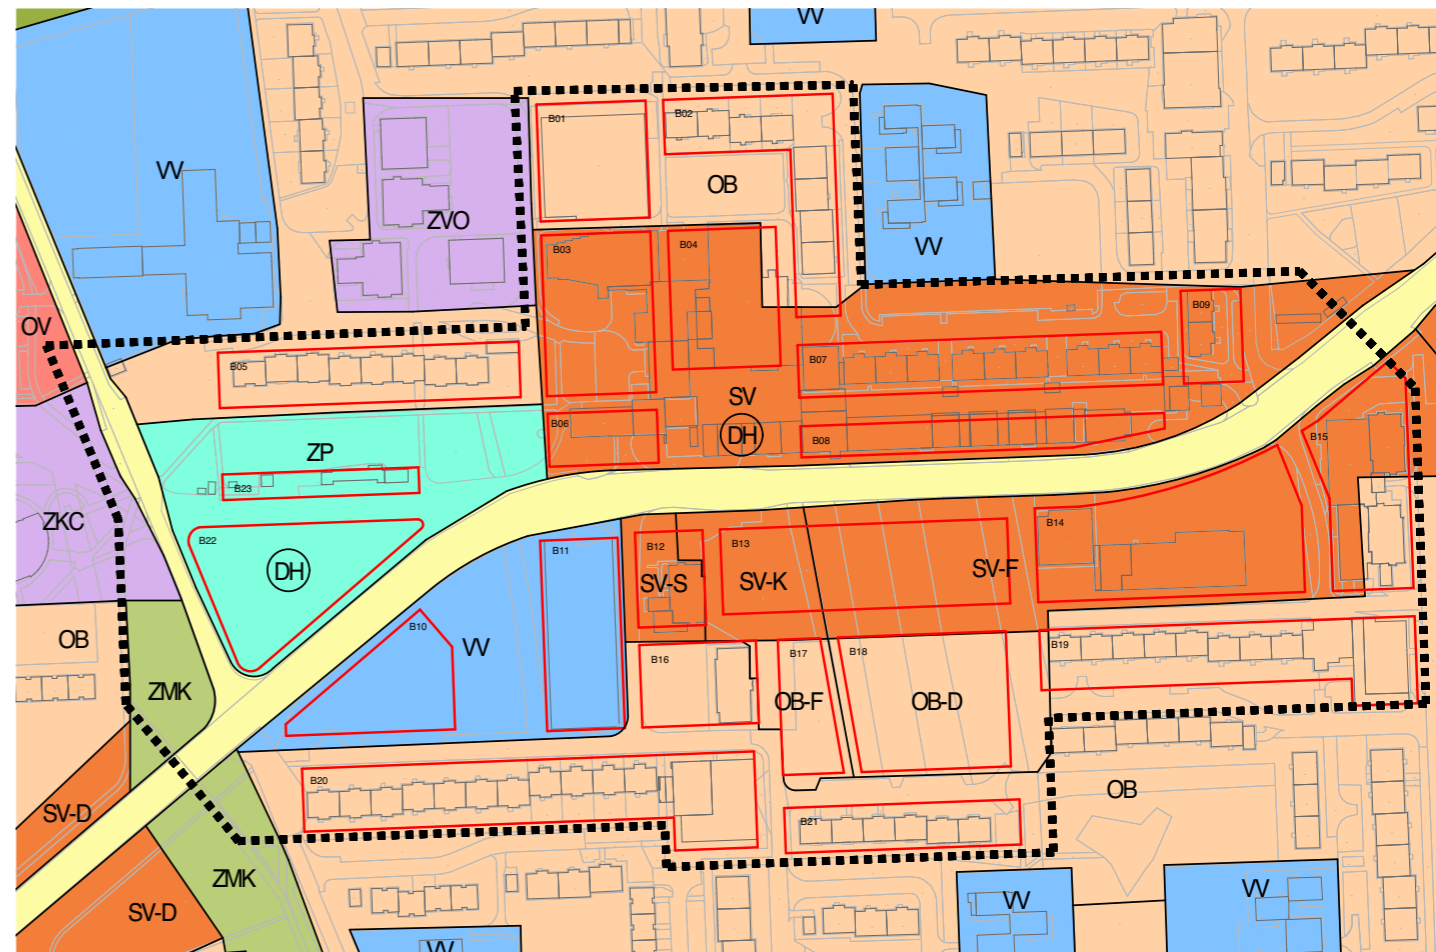 VV
B01
B02
VV
OB
ZVO
VV
B03
B04
B09
OV
B05
B07
SV
B06
DH
B08
B15
ZP
B23
ZKC
B22
B14
B11
B12
B13
DH
SV-S
SV-K
SV-F
B10
OB
VV
B19
B16
B17
B18
ZMK
OB-F
OB-D
B20
OB
SV-D
B21
ZMK
VV
VV
SV-D
VV